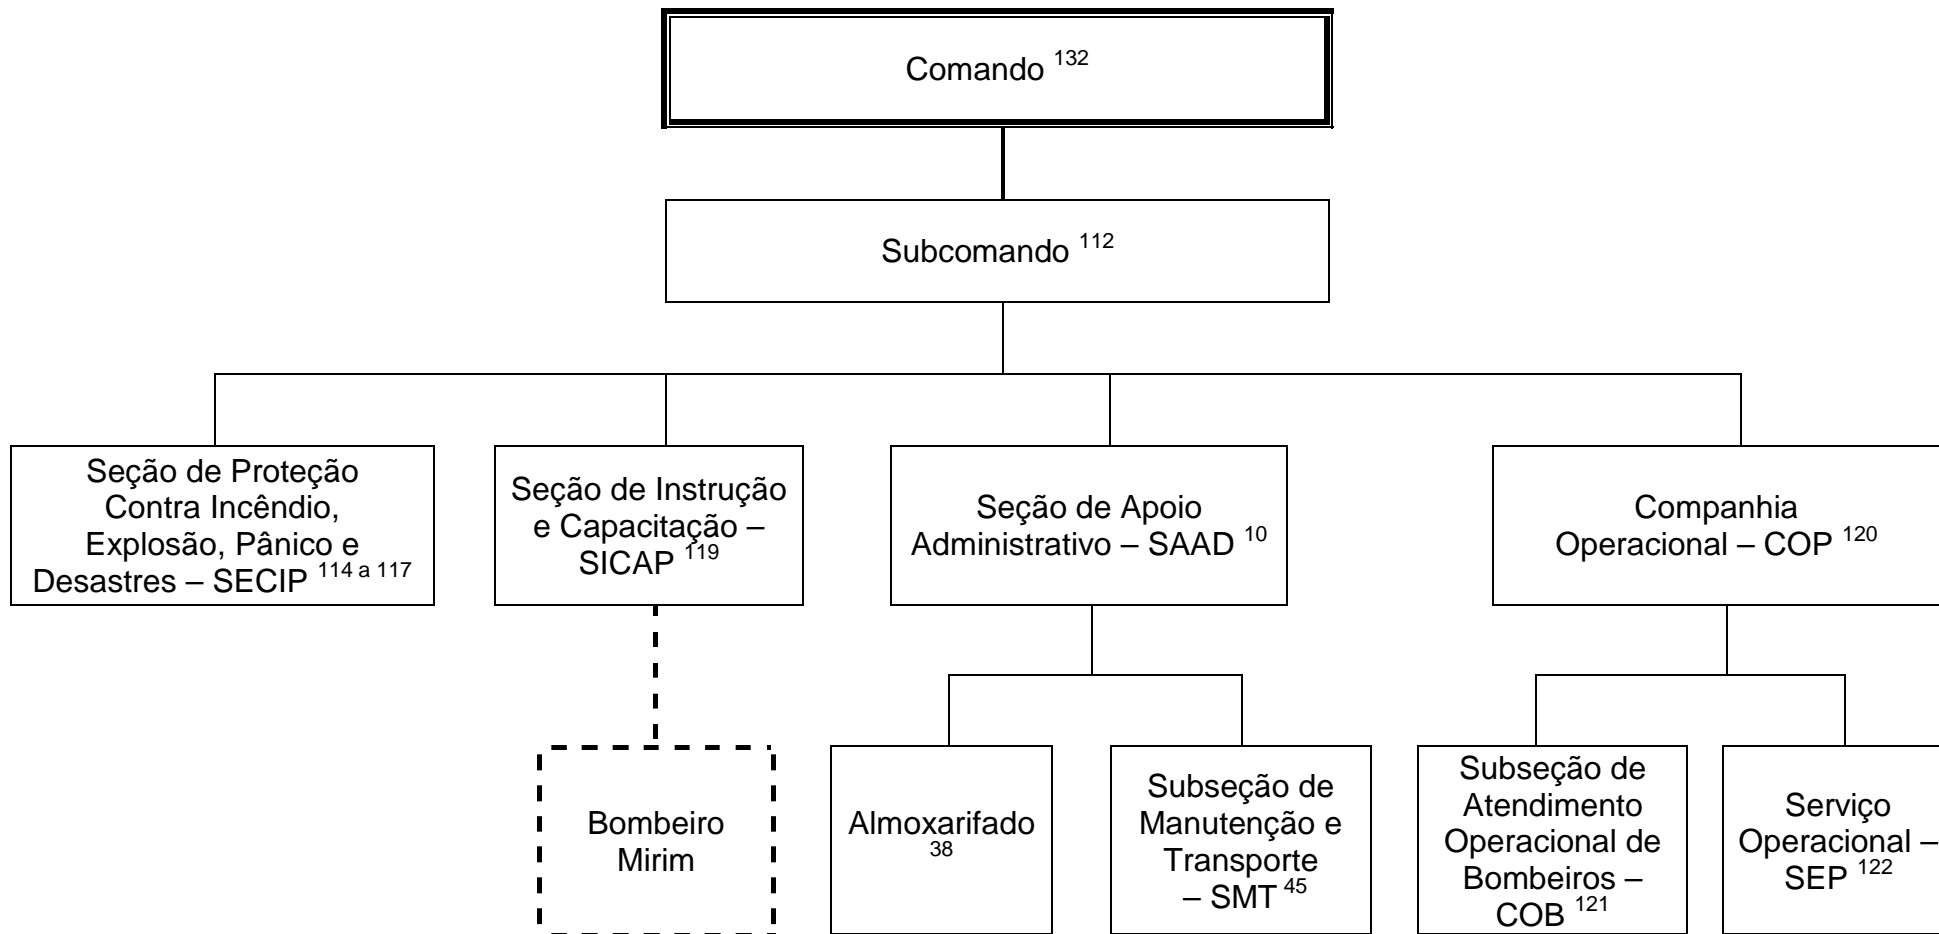 Comando 132
Subcomando 112
Seção de Proteção
Contra Incêndio,
Explosão, Pânico e
Desastres – SECIP 114 a 117
Seção de Instrução
e Capacitação –
SICAP 119
Seção de Apoio
Administrativo – SAAD 10
Companhia
Operacional – COP 120
Bombeiro
Mirim
Almoxarifado
38
Subseção de
Manutenção e
Transporte
– SMT 45
Subseção de
Atendimento
Operacional de
Bombeiros –
COB 121
Serviço
Operacional –
SEP 122